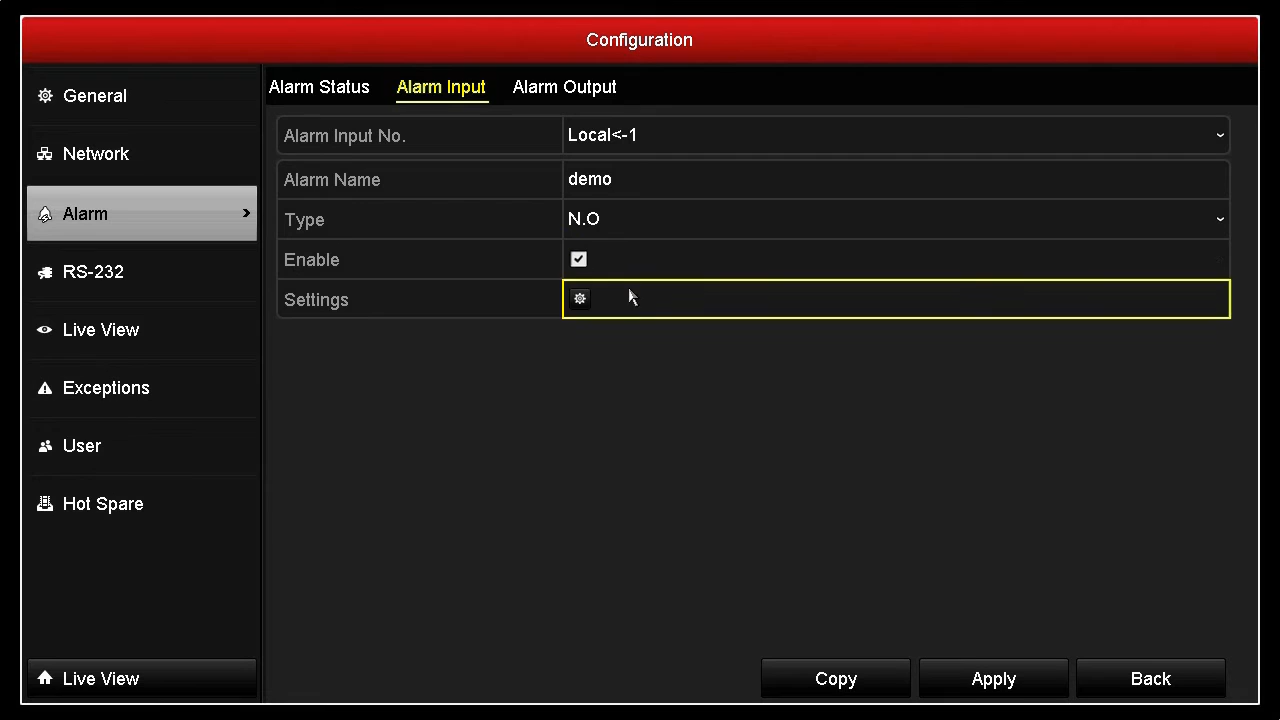 Configuration
General
Network
Alarm
RS-232
Live View
Exceptions
User
Hot Spare
Live View
Alarm Status Alarm Input Alarm Output
Alarm Input No. Local<-1
Alarm Name demo
Type N.O
Enable
Settings
Copy Apply Back